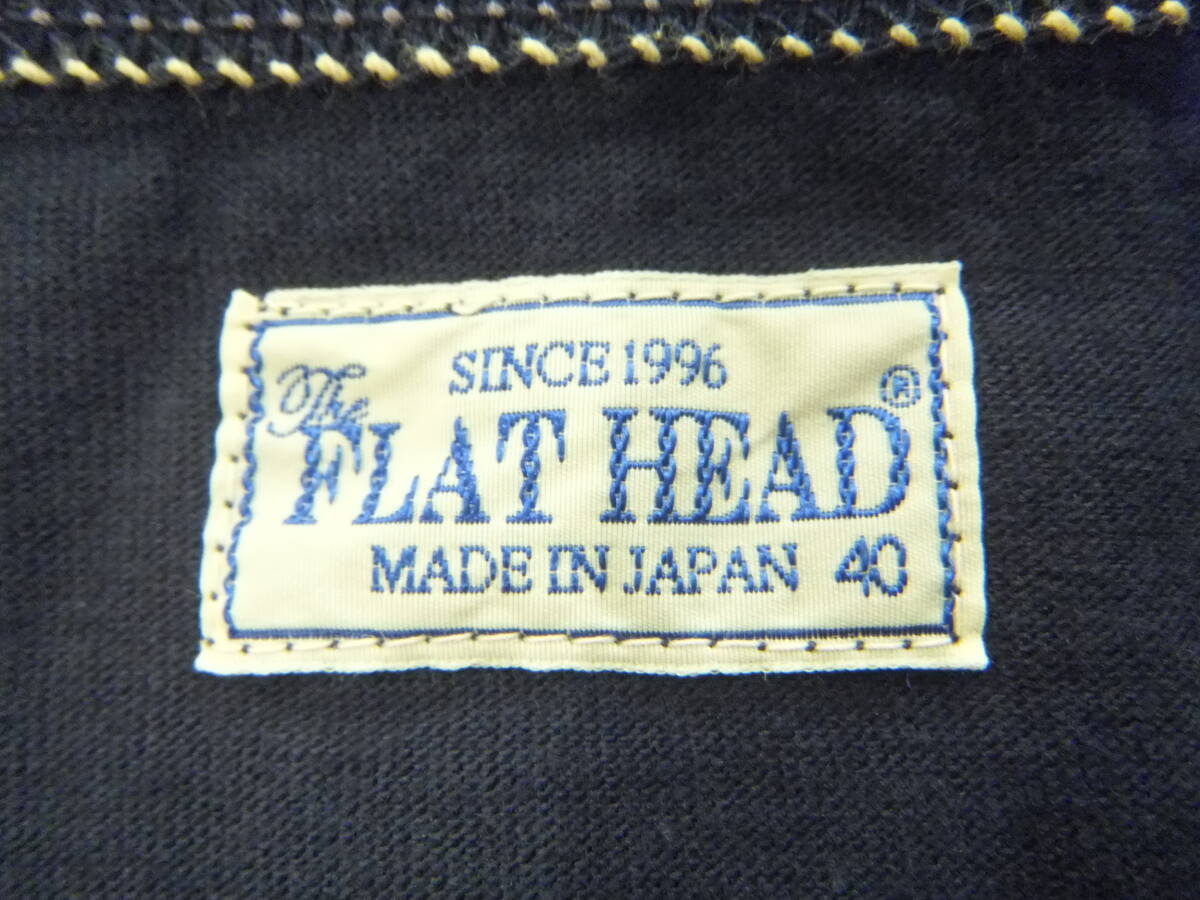 SINCE 1996
The FLAT HEAD®
MADE IN JAPAN 40